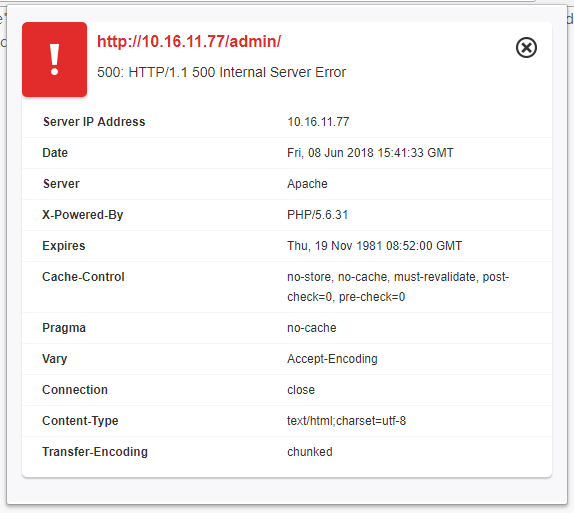 http://10.16.11.77/admin/
500: HTTP/1.1 500 Internal Server Error
Server IP Address 10.16.11.77
Date Fri, 08 Jun 2018 15:41:33 GMT
Server Apache
X-Powered-By PHP/5.6.31
Expires Thu, 19 Nov 1981 08:52:00 GMT
Cache-Control no-store, no-cache, must-revalidate, post-
check=0, pre-check=0
Pragma no-cache
Vary Accept-Encoding
Connection close
Content-Type text/html;charset=utf-8
Transfer-Encoding chunked